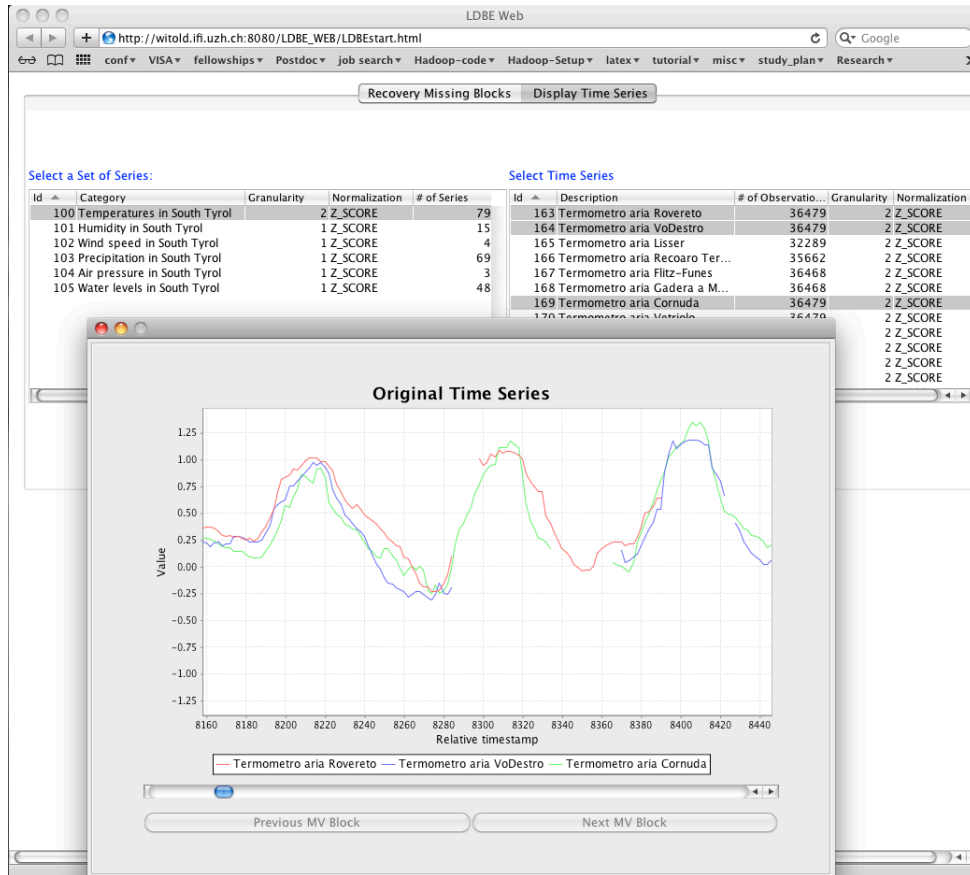 LDBE Web
http://witold.ifi.uzh.ch:8080/LDBE_WEB/LDBEstart.html
Google
conf VISA fellowships Postdoc job search Hadoop-code Hadoop-Setup latex tutorial misc study_plan Research
Recovery Missing Blocks Display Time Series
Select a Set of Series:
Id Category Granularity Normalization # of Series
100 Temperatures in South Tyrol 2 Z_SCORE 79
101 Humidity in South Tyrol 1 Z_SCORE 15
102 Wind speed in South Tyrol 1 Z_SCORE 4
103 Precipitation in South Tyrol 1 Z_SCORE 69
104 Air pressure in South Tyrol 1 Z_SCORE 3
105 Water levels in South Tyrol 1 Z_SCORE 48
Select Time Series
Id Description # of Observatio... Granularity Normalization
163 Termometro aria Rovereto 36479 2 Z_SCORE
164 Termometro aria VoDestro 36479 2 Z_SCORE
165 Termometro aria Lisser 32289 2 Z_SCORE
166 Termometro aria Recoaro Ter... 35662 2 Z_SCORE
167 Termometro aria Flitz-Funes 36468 2 Z_SCORE
168 Termometro aria Gadera a M... 36468 2 Z_SCORE
169 Termometro aria Cornuda 36479 2 Z_SCORE
170 Termometro aria Vetriolo 36479 2 Z_SCORE
2 Z_SCORE
2 Z_SCORE
2 Z_SCORE
2 Z_SCORE
Original Time Series
Value
1.25
1.00
0.75
0.50
0.25
0.00
-0.25
-0.50
-0.75
-1.00
-1.25
8160 8180 8200 8220 8240 8260 8280 8300 8320 8340 8360 8380 8400 8420 8440
Relative timestamp
Termometro aria Rovereto Termometro aria VoDestro Termometro aria Cornuda
Previous MV Block Next MV Block